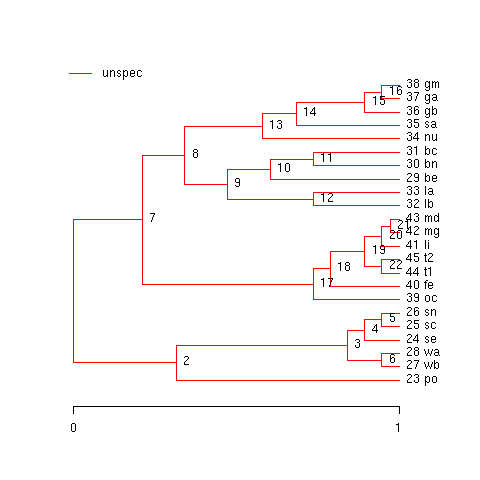 unspec
38 gm
16
37 ga
15
36 gb
14
35 sa
13
34 nu
8
31 bc
11
30 bn
10
29 be
9
33 la
12
32 lb
43 md
21
42 mg
20
41 li
19
45 t2
18
22
44 t1
17
40 fe
39 oc
7
26 sn
5
25 sc
4
24 se
3
28 wa
6
27 wb
2
23 po
0 1